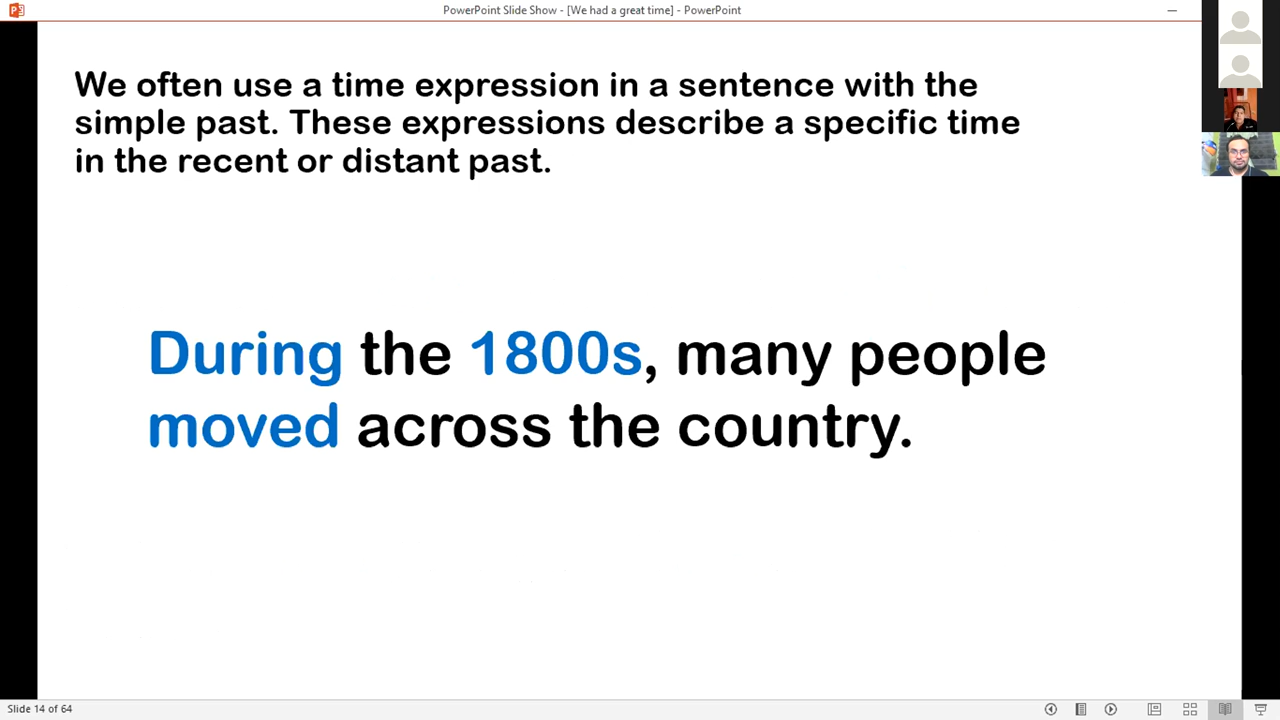 PowerPoint Slide Show - [We had a great time] - PowerPoint
We often use a time expression in a sentence with the
simple past. These expressions describe a specific time
in the recent or distant past.
During the 1800s, many people
moved across the country.
Slide 14 of 64